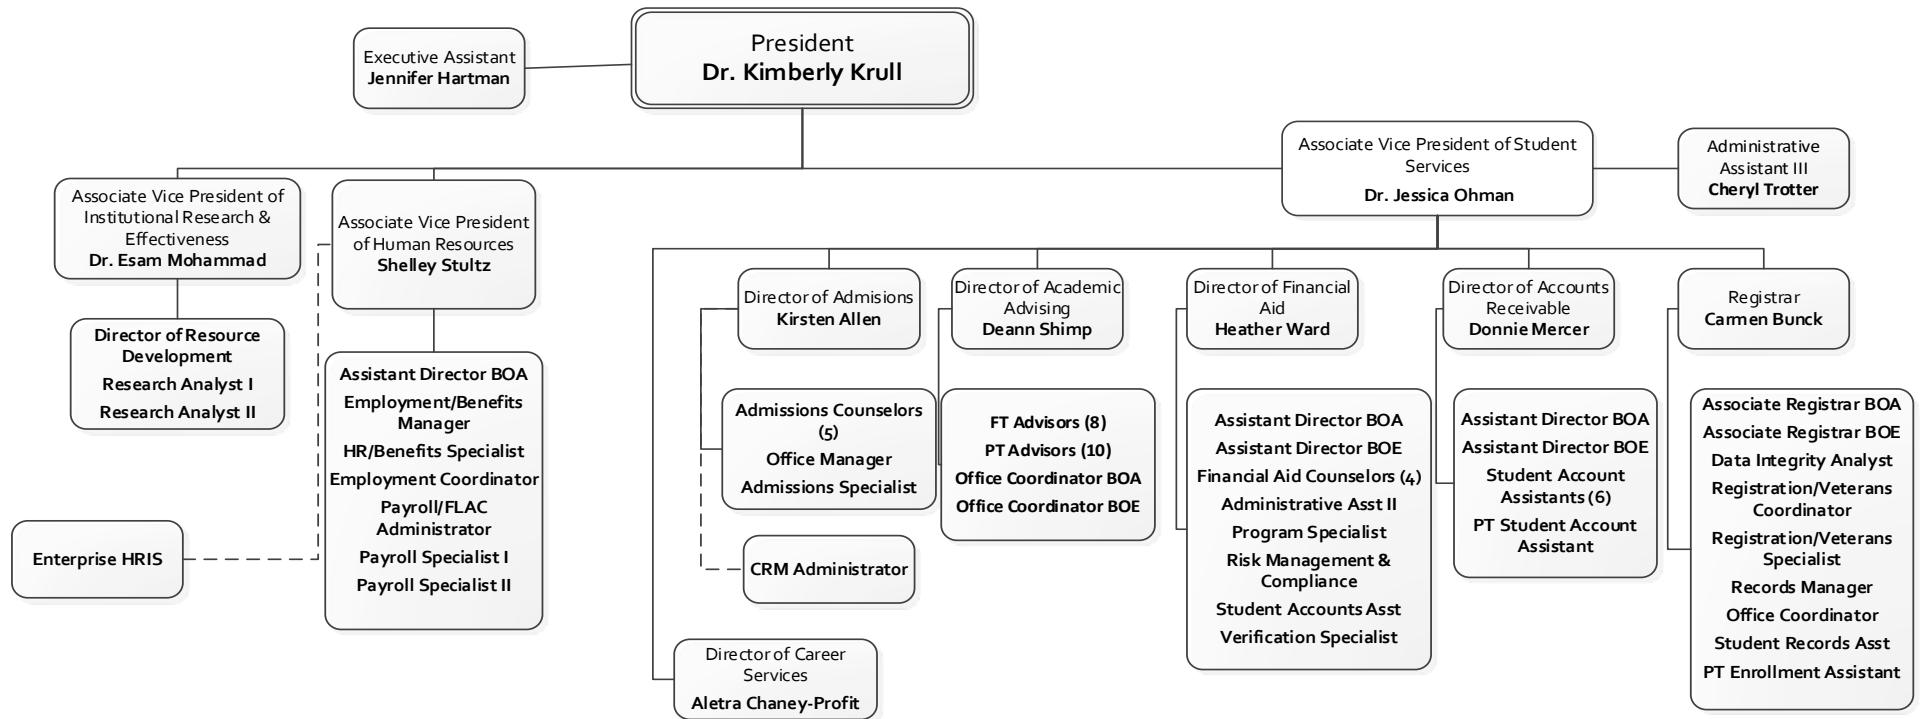 President
Dr. Kimberly Krull
Executive Assistant
Jennifer Hartman
Associate Vice President of Student
Services
Dr. Jessica Ohman
Administrative
Assistant III
Cheryl Trotter
Associate Vice President of
Institutional Research &
Effectiveness
Dr. Esam Mohammad
Associate Vice President
of Human Resources
Shelley Stultz
Director of Resource
Development
Research Analyst I
Research Analyst II
Assistant Director BOA
Employment/Benefits
Manager
HR/Benefits Specialist
Employment Coordinator
Payroll/FLAC
Administrator
Payroll Specialist I
Payroll Specialist II
Enterprise HRIS
Director of Admisions
Kirsten Allen
Admissions Counselors
(5)
Office Manager
Admissions Specialist
CRM Administrator
Director of Career
Services
Aletra Chaney-Profit
Director of Academic
Advising
Deann Shimp
FT Advisors (8)
PT Advisors (10)
Office Coordinator BOA
Office Coordinator BOE
Director of Financial
Aid
Heather Ward
Assistant Director BOA
Assistant Director BOE
Financial Aid Counselors (4)
Administrative Asst II
Program Specialist
Risk Management &
Compliance
Student Accounts Asst
Verification Specialist
Director of Accounts
Receivable
Donnie Mercer
Assistant Director BOA
Assistant Director BOE
Student Account
Assistants (6)
PT Student Account
Assistant
Registrar
Carmen Bunck
Associate Registrar BOA
Associate Registrar BOE
Data Integrity Analyst
Registration/Veterans
Coordinator
Registration/Veterans
Specialist
Records Manager
Office Coordinator
Student Records Asst
PT Enrollment Assistant